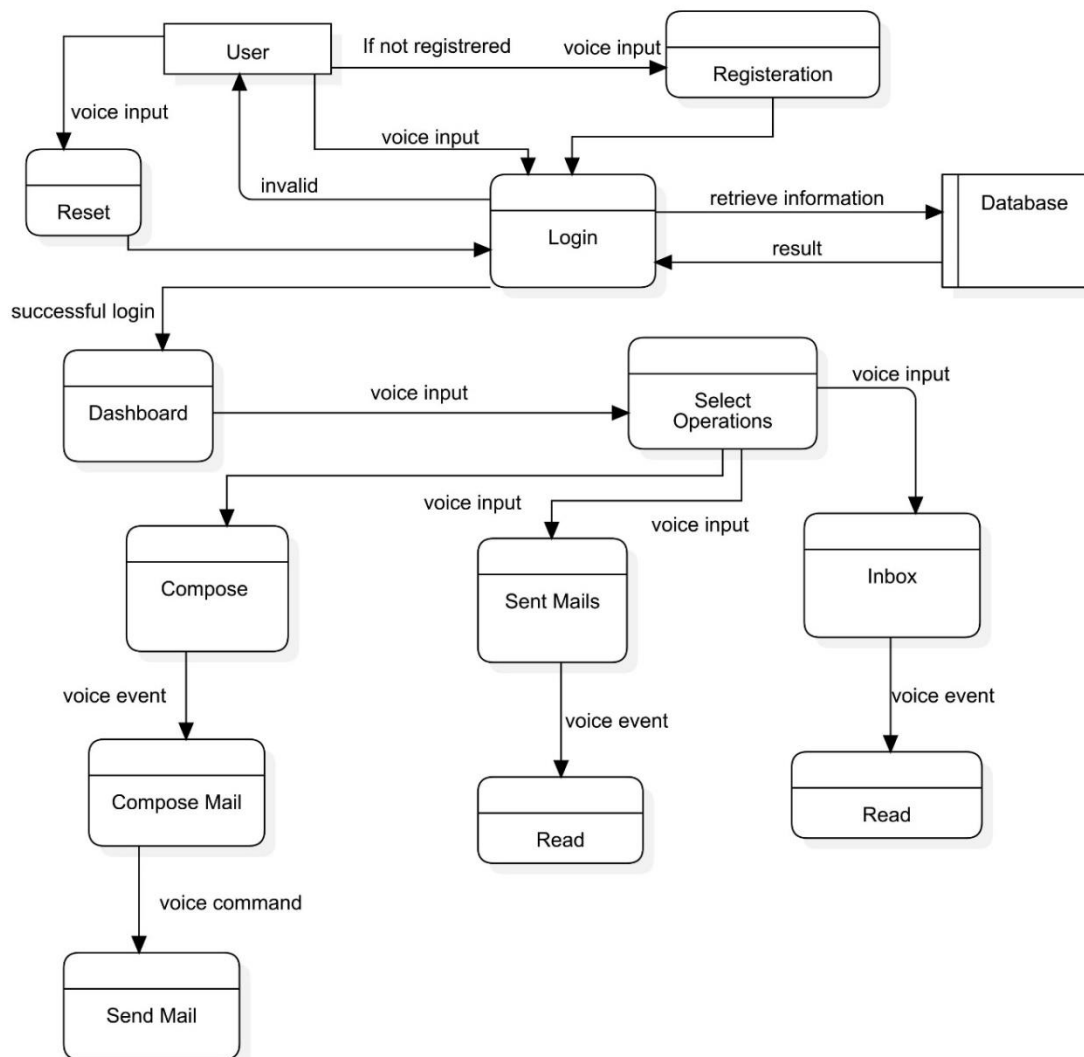 User
If not registrered
voice input
Registeration
voice input
voice input
invalid
Reset
Login
retrieve information
result
Database
successful login
Dashboard
voice input
Select
Operations
voice input
voice input
voice input
Compose
Sent Mails
Inbox
voice event
voice event
voice event
Compose Mail
Read
Read
voice command
Send Mail